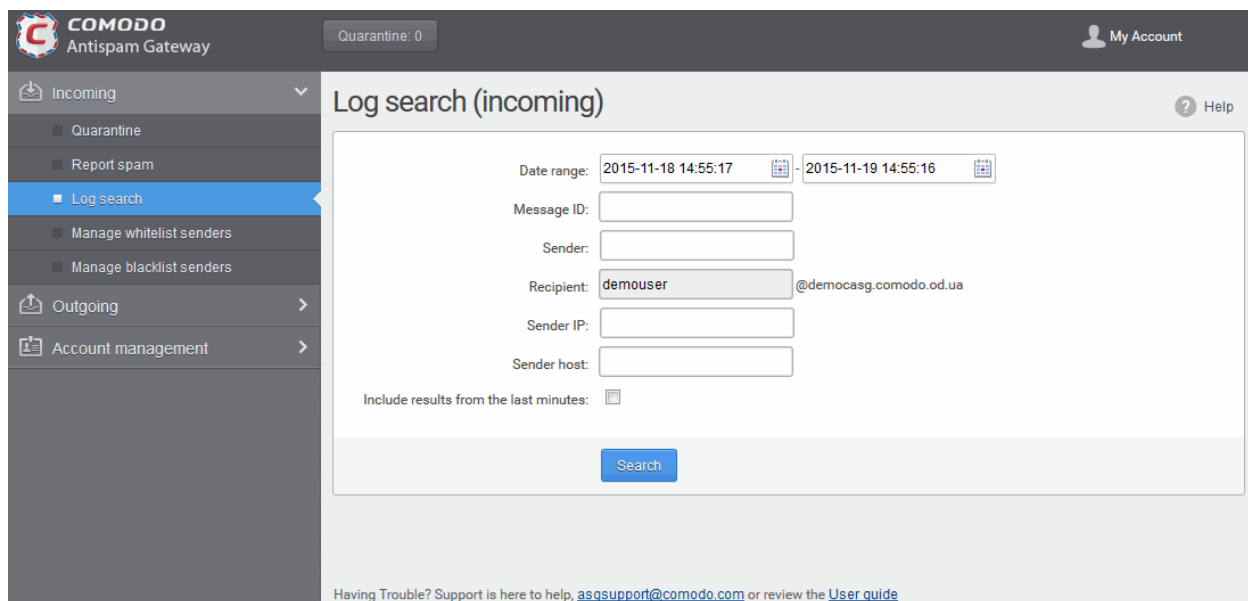 COMODO
Antispam Gateway
Quarantine: 0
My Account
Incoming
Quarantine
Report spam
Log search
Manage whitelist senders
Manage blacklist senders
Outgoing
Account management
Log search (incoming)
Help
Date range: 2015-11-18 14:55:17 - 2015-11-19 14:55:16
Message ID:
Sender:
Recipient: demouser @democasg.comodo.od.ua
Sender IP:
Sender host:
Include results from the last minutes:
Search
Having Trouble? Support is here to help, asgsupport@comodo.com or review the User guide